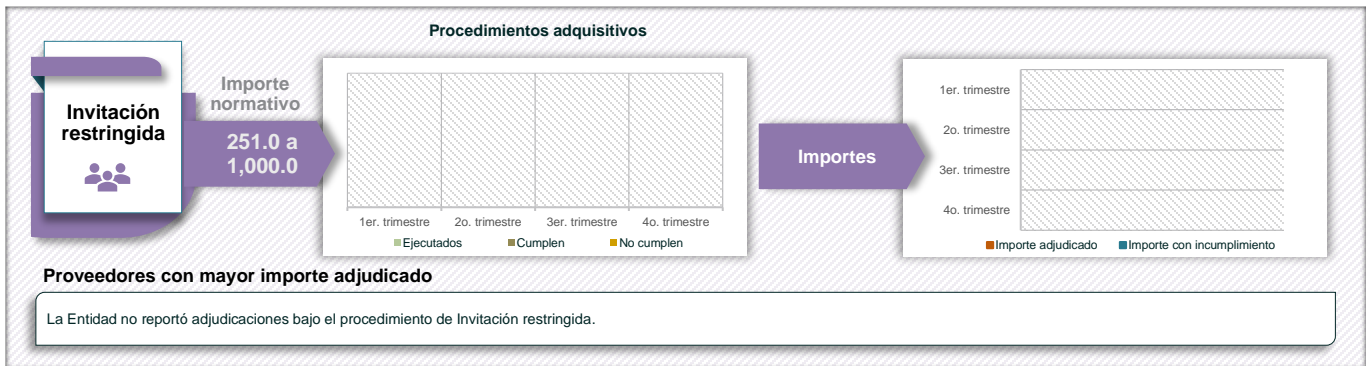 Procedimientos adquisitivos
Invitación
restringida
Importe
normativo
251.0 a
1,000.0
1er. trimestre
2o. trimestre
3er. trimestre
4o. trimestre
Ejecutados
Cumplen
No cumplen
Importes
1er. trimestre
2o. trimestre
3er. trimestre
4o. trimestre
Importe adjudicado
Importe con incumplimiento
Proveedores con mayor importe adjudicado
La Entidad no reportó adjudicaciones bajo el procedimiento de Invitación restringida.